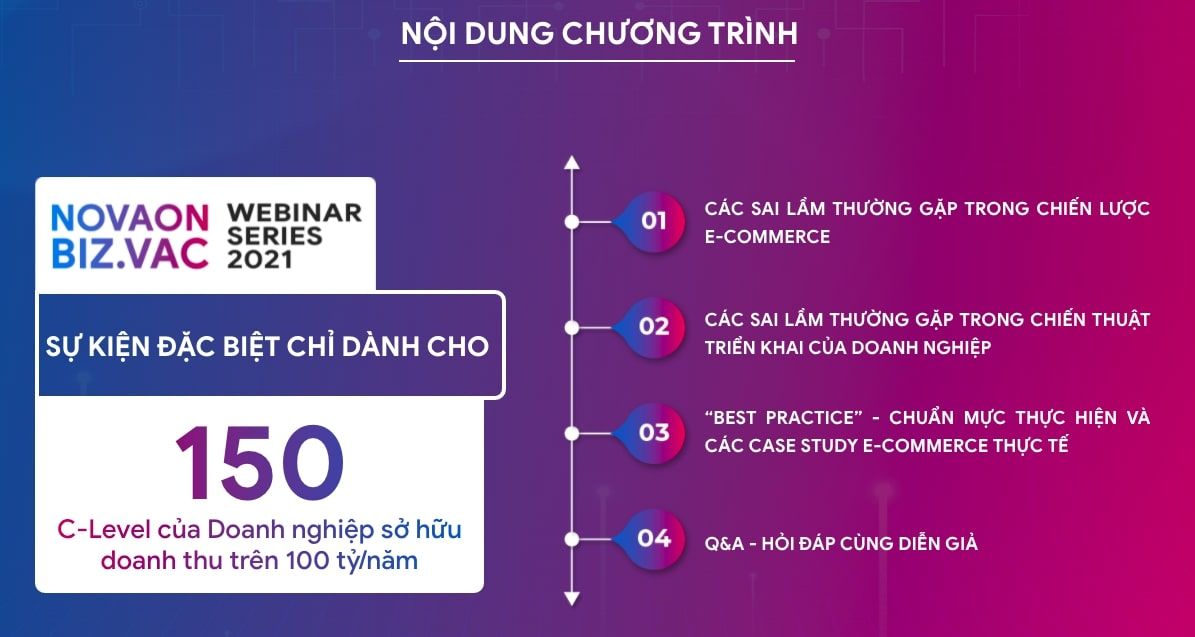 NỘI DUNG CHƯƠNG TRÌNH
NOVAON
BIZ.VAC
WEBINAR
SERIES
2021
SỰ KIỆN ĐẶC BIỆT CHỈ DÀNH CHO
150
C-Level của Doanh nghiệp sở hữu
doanh thu trên 100 tỷ/năm
01
CÁC SAI LẦM THƯỜNG GẶP TRONG CHIẾN LƯỢC
E-COMMERCE
02
CÁC SAI LẦM THƯỜNG GẶP TRONG CHIẾN THUẬT
TRIỂN KHAI CỦA DOANH NGHIỆP
03
“BEST PRACTICE” - CHUẨN MỰC THỰC HIỆN VÀ
CÁC CASE STUDY E-COMMERCE THỰC TẾ
04
Q&A - HỎI ĐÁP CÙNG DIỄN GIẢ